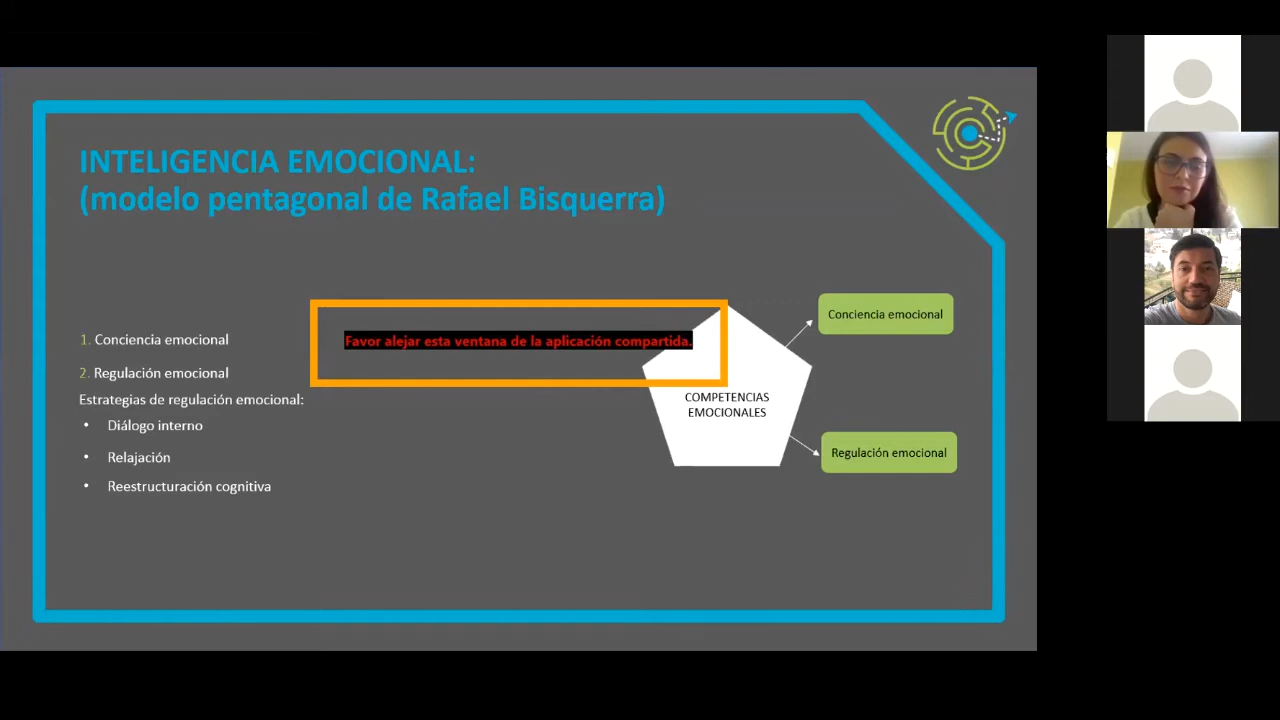 INTELIGENCIA EMOCIONAL:
(modelo pentagonal de Rafael Bisquerra)
1. Conciencia emocional
2. Regulación emocional
Estrategias de regulación emocional:
• Diálogo interno
• Relajación
• Reestructuración cognitiva
Favor alejar esta ventana de la aplicación compartida.
COMPETENCIAS
EMOCIONALES
Conciencia emocional
Regulación emocional